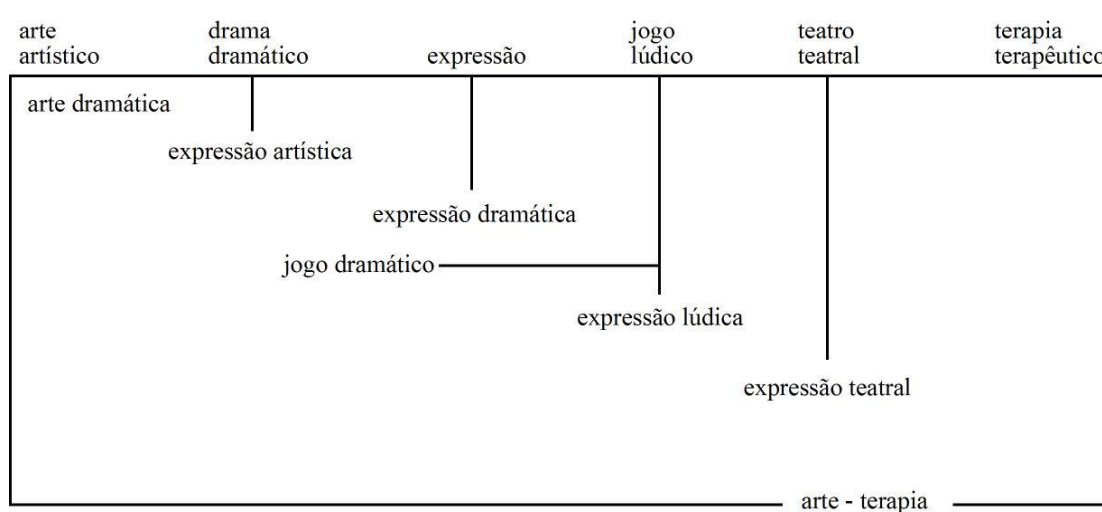 arte
artístico
drama
dramático
expressão
jogo
lúdico
teatro
teatral
terapia
terapêutico
arte dramática
expressão artística
expressão dramática
jogo dramático
expressão lúdica
expressão teatral
arte - terapia